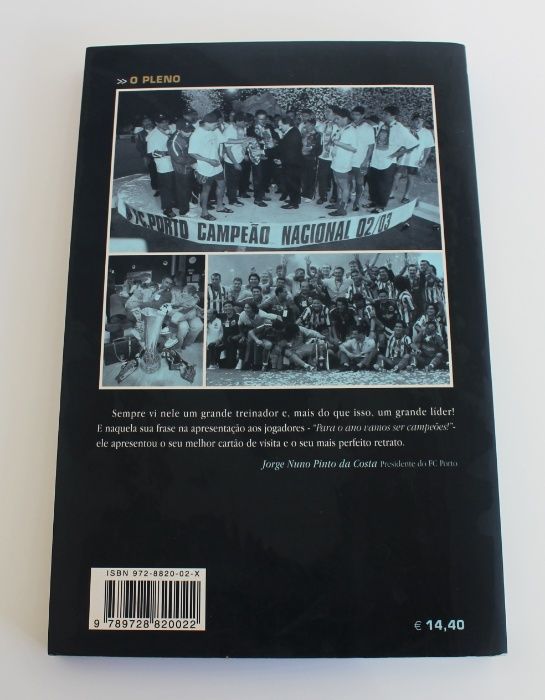 >> O PLENO
F.C. PORTO CAMPEÃO NACIONAL 02/03
Sempre vi nele um grande treinador e, mais do que isso, um grande líder!
E naquela sua frase na apresentação aos jogadores - “Para o ano vamos ser campeões!”-
ele apresentou o seu melhor cartão de visita e o seu mais perfeito retrato.
Jorge Nuno Pinto da Costa Presidente do FC Porto
ISBN 972-8820-02-X
9 789728 820022
€ 14,40